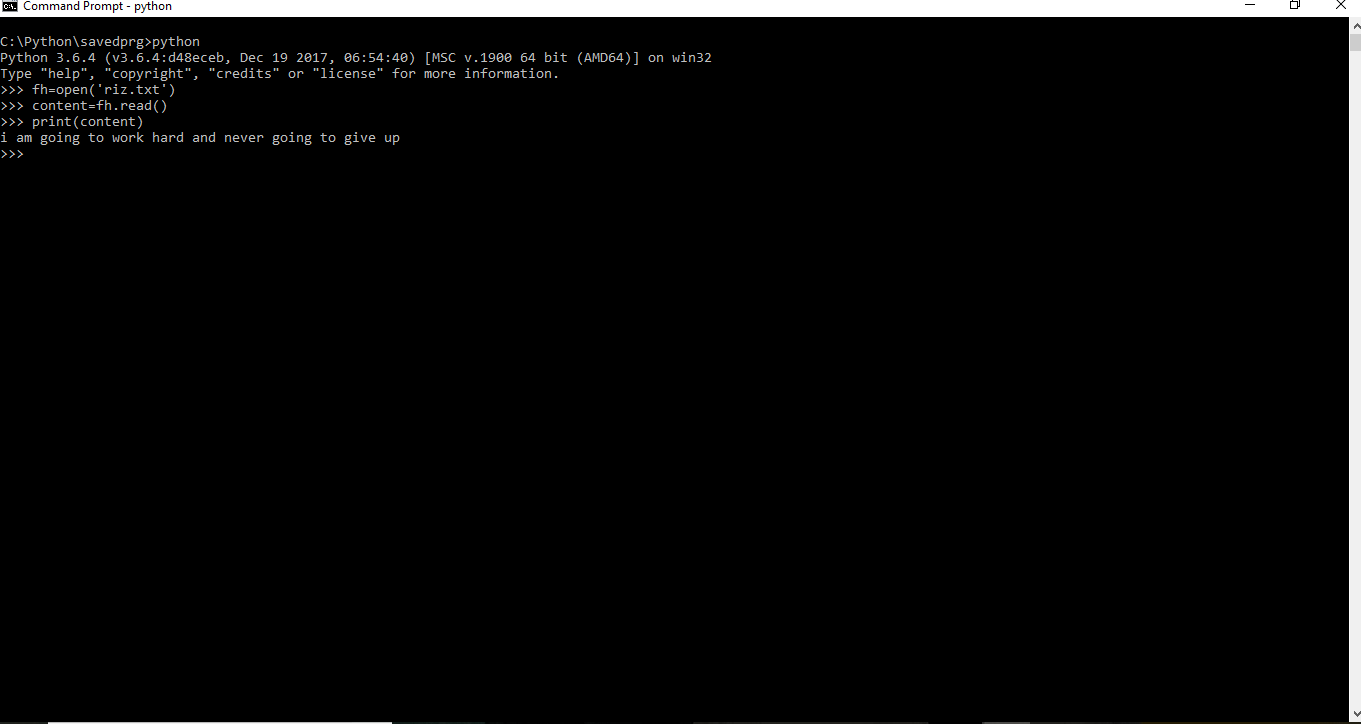 Command Prompt - python
C:\Python\savedprg>python
Python 3.6.4 (v3.6.4:d48eceb, Dec 19 2017, 06:54:40) [MSC v.1900 64 bit (AMD64)] on win32
Type "help", "copyright", "credits" or "license" for more information.
>>> fh=open('riz.txt')
>>> content=fh.read()
>>> print(content)
i am going to work hard and never going to give up
>>>